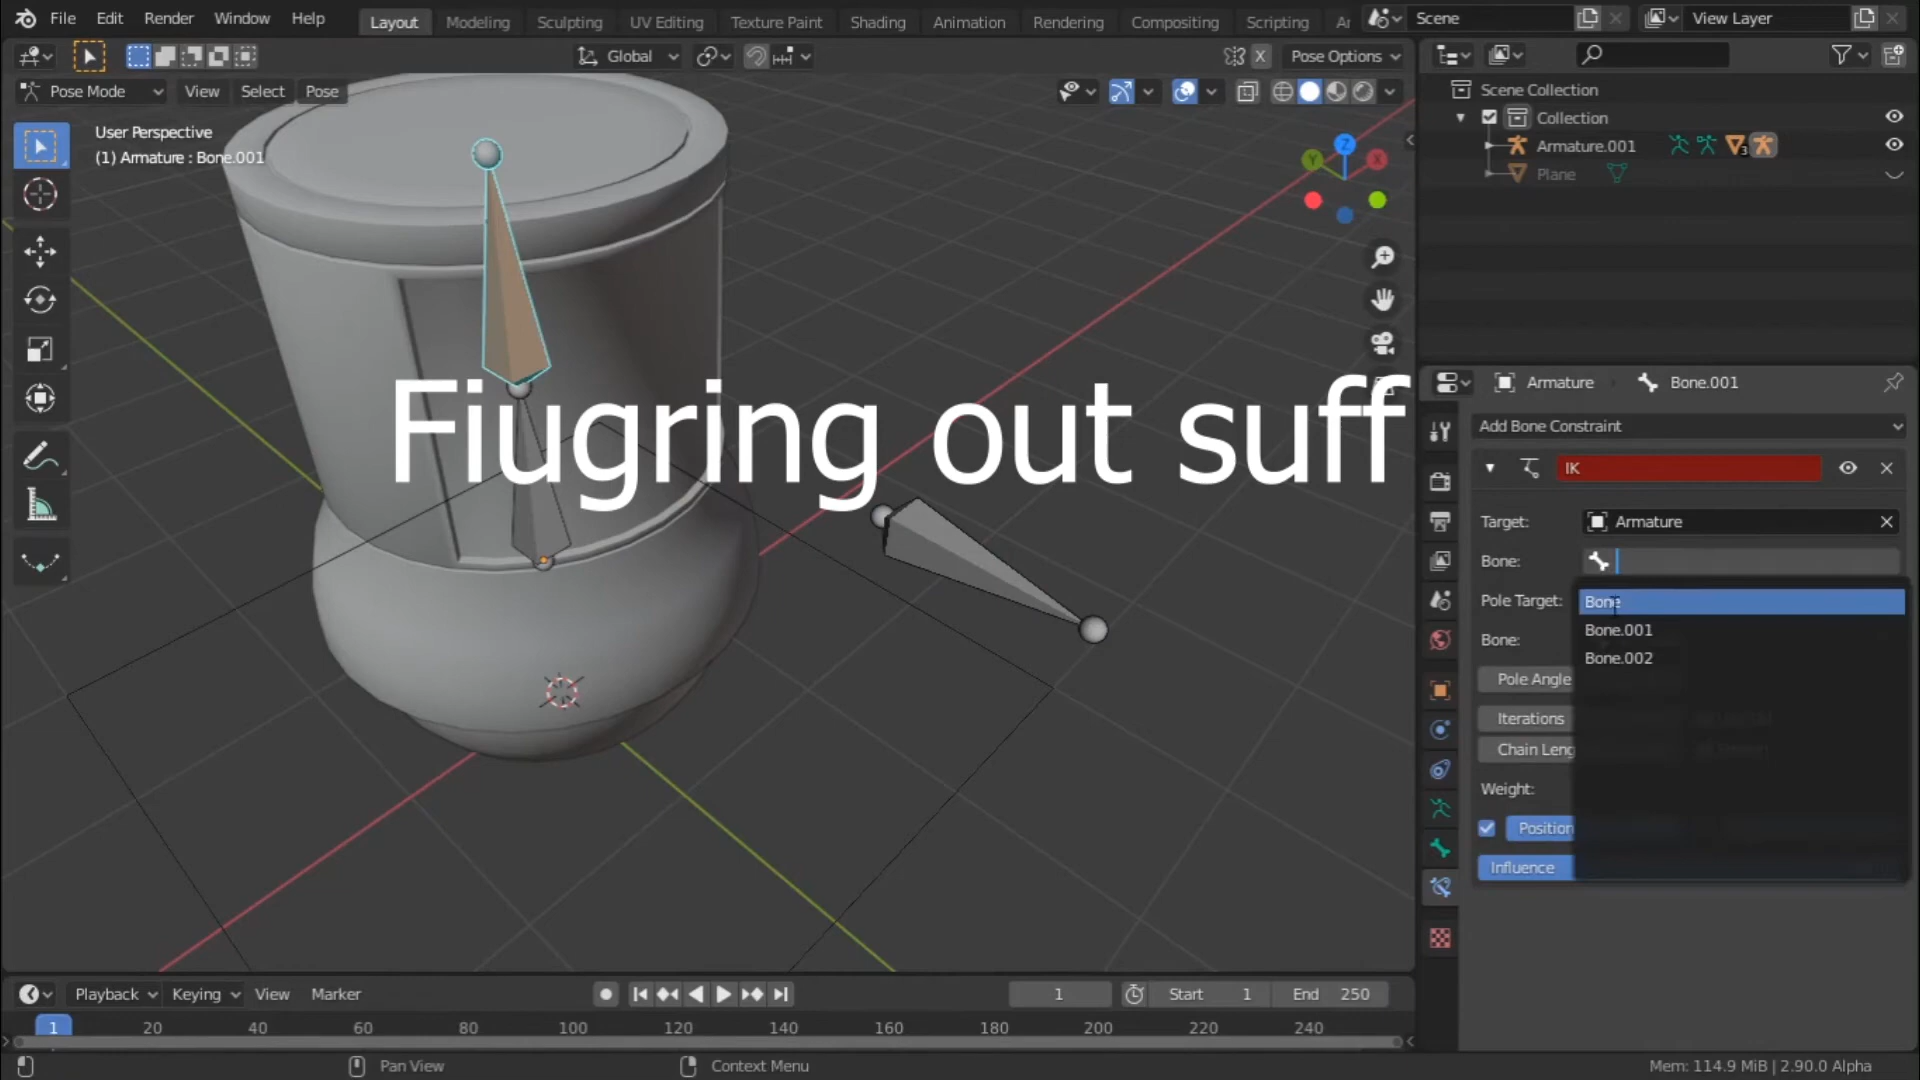 File Edit Render Window Help Layout Modeling Sculpting UV Editing Texture Paint Shading Animation Rendering Compositing Scripting Scene View Layer
Global X Pose Options
Pose Mode View Select Pose
User Perspective
(1) Armature : Bone.001
Z
Y X
Scene Collection
Collection
Armature.001 3
Plane
Fiugring out suff
Armature Bone.001
Add Bone Constraint
IK
Target: Armature
Bone:
Pole Target: Bone
Bone.001
Bone: 
Bone.002
Pole Angle
Iterations
Chain Leng
Weight:
Position
Influence
Playback Keying View Marker 1 Start 1 End 250
1 20 40 60 80 100 120 140 160 180 200 220 240
Pan View Context Menu Mem: 114.9 MiB | 2.90.0 Alpha